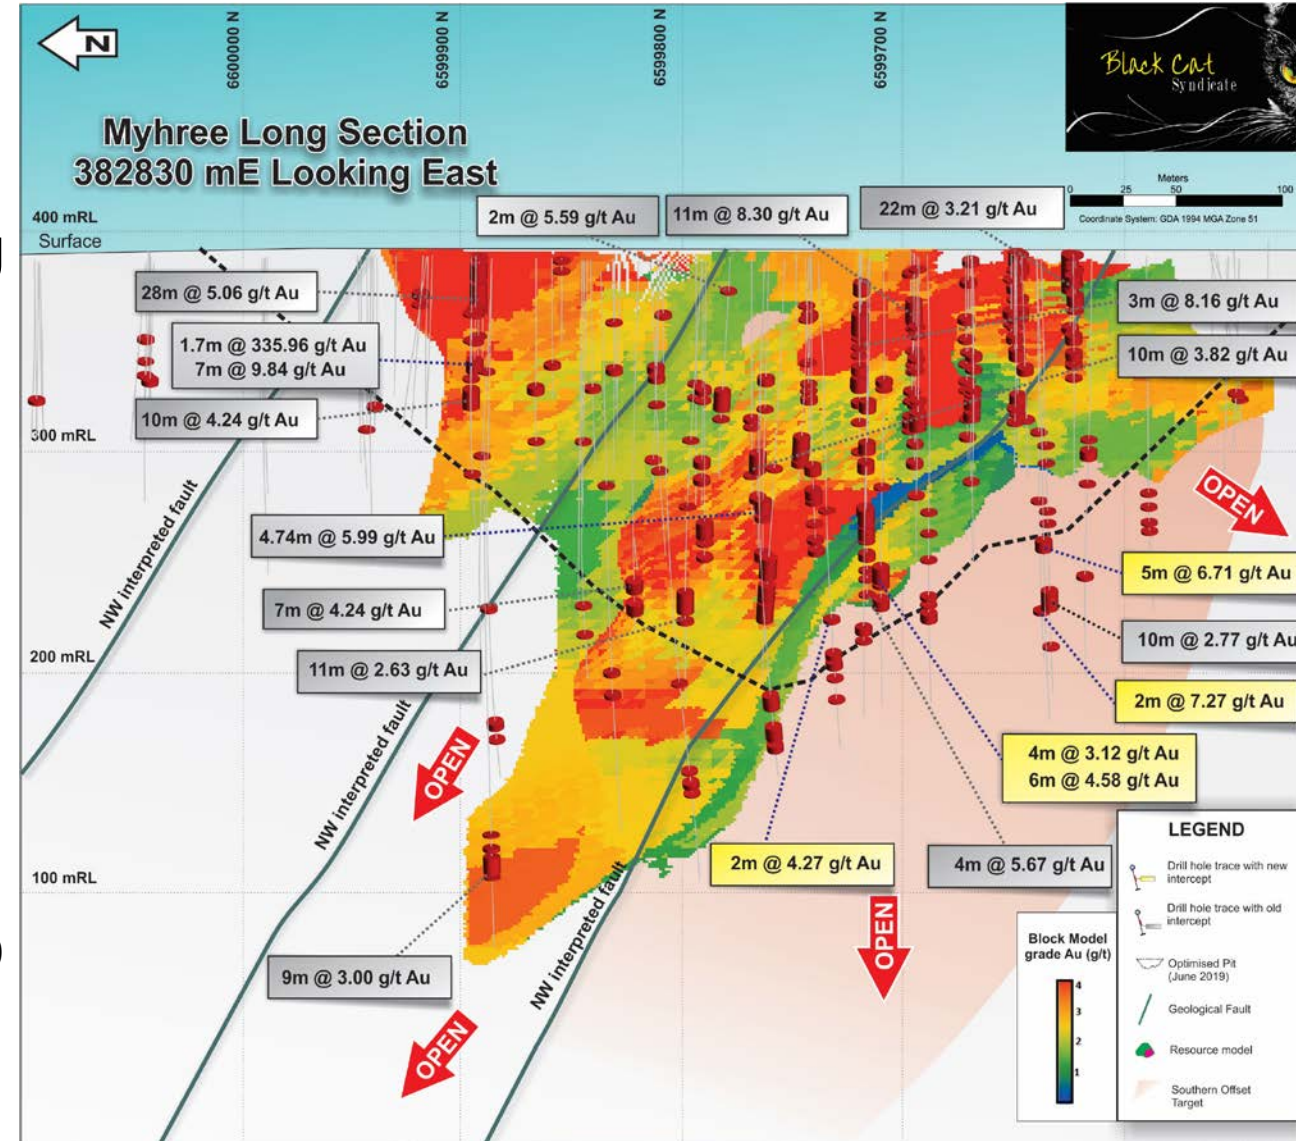 N
6600000 N
6599900 N
6599800 N
6599700 N
Black Cat
Syndicate
Myhree Long Section
382830 mE Looking East
Meters
0 25 50 100
Coordinate System: GDA 1994 MGA Zone 51
400 mRL
Surface
2m @ 5.59 g/t Au
11m @ 8.30 g/t Au
22m @ 3.21 g/t Au
28m @ 5.06 g/t Au
3m @ 8.16 g/t Au
1.7m @ 335.96 g/t Au
7m @ 9.84 g/t Au
10m @ 3.82 g/t Au
10m @ 4.24 g/t Au
300 mRL
OPEN
NW interpreted fault
4.74m @ 5.99 g/t Au
5m @ 6.71 g/t Au
7m @ 4.24 g/t Au
10m @ 2.77 g/t Au
200 mRL
11m @ 2.63 g/t Au
2m @ 7.27 g/t Au
NW interpreted fault
OPEN
4m @ 3.12 g/t Au
6m @ 4.58 g/t Au
2m @ 4.27 g/t Au
4m @ 5.67 g/t Au
100 mRL
OPEN
NW interpreted fault
9m @ 3.00 g/t Au
OPEN
Block Model
grade Au (g/t)
4
3
2
1
LEGEND
Drill hole trace with new
intercept
Drill hole trace with old
intercept
Optimised Pit
(June 2019)
Geological Fault
Resource model
Southern Offset
Target